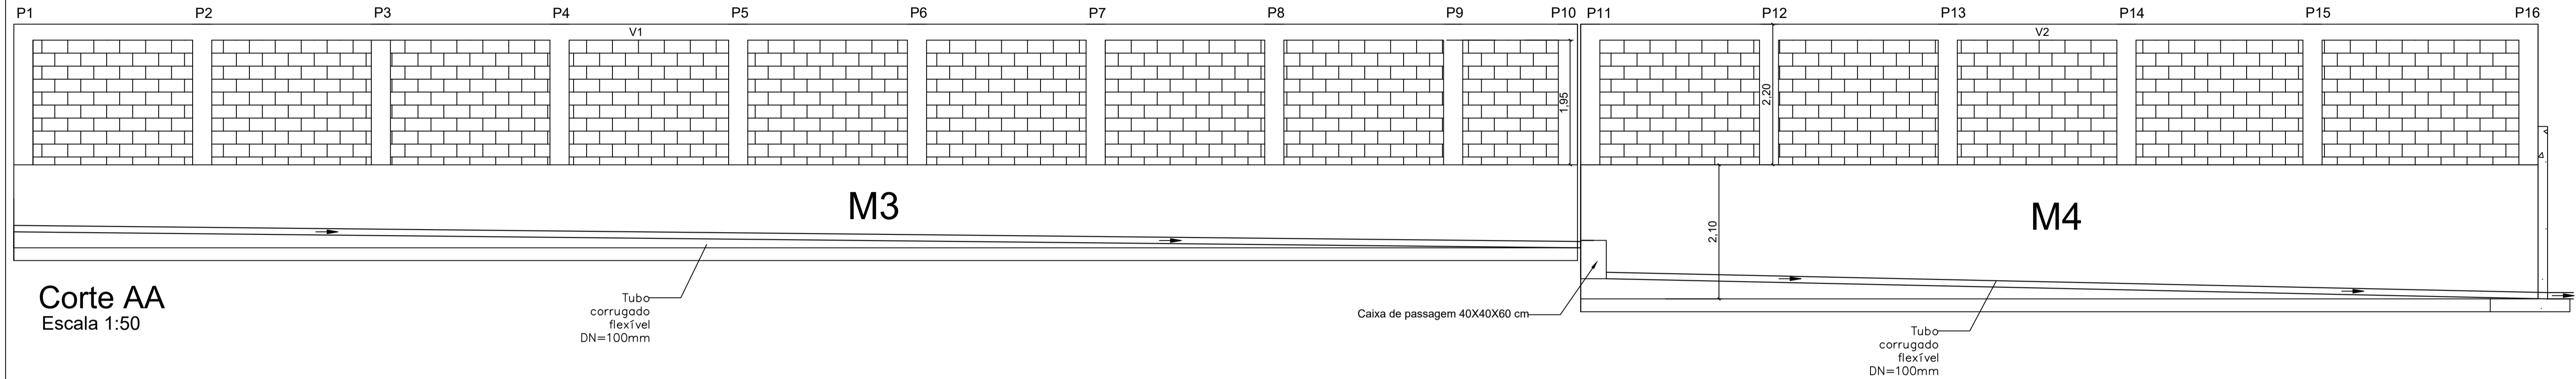 P1 P2 P3 P4 P5 P6 P7 P8 P9 P10 P11 P12 P13 P14 P15 P16
V1 V2
1,95
2,20
M3
M4
2,10
Corte AA
Escala 1:50
Tubo
corrugado
flexível
DN=100mm
Caixa de passagem 40X40X60 cm
Tubo
corrugado
flexível
DN=100mm